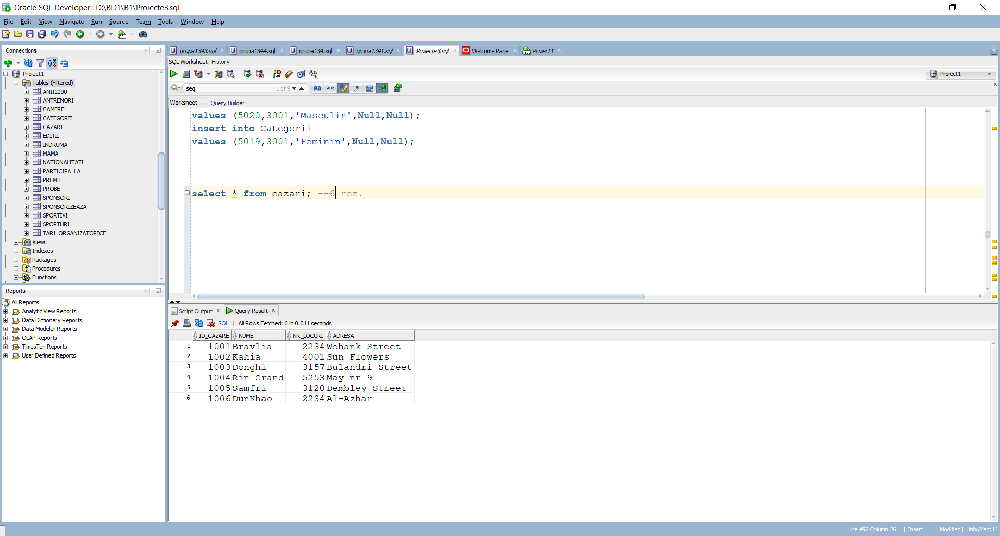 Oracle SQL Developer : D:\BD1\B1\Proiecte3.sql
File Edit View Navigate Run Source Team Tools Window Help
Connections
Proiect1
Tables (Filtered)
ANII2000
ANTRENORI
CAMERE
CATEGORII
CAZARI
EDITII
INDRUMA
MAMA
NATIONALITATI
PARTICIPA_LA
PREMII
PROBE
SPONSORI
SPONSORIZEAZA
SPORTIVI
SPORTURI
TARI_ORGANIZATORICE
Views
Indexes
Packages
Procedures
Functions
Reports
All Reports
Analytic View Reports
Data Dictionary Reports
Data Modeler Reports
OLAP Reports
TimesTen Reports
User Defined Reports
grupa1343.sql grupa1344.sql grupa134.sql grupa1341.sql Proiecte3.sql Welcome Page Proiect1
SQL Worksheet History
Proiect1
seq 1 of 9
Worksheet Query Builder
values (5020,3001,'Masculin',Null,Null);
insert into Categorii
values (5019,3001,'Feminin',Null,Null);
select * from cazari; --6 rez.
Script Output Query Result
SQL All Rows Fetched: 6 in 0.011 seconds
ID_CAZARE NUME NR_LOCURI ADRESA
1 1001 Bravlia 2234 Wohank Street
2 1002 Kahia 4001 Sun Flowers
3 1003 Donghi 3157 Bulandri Street
4 1004 Rin Grand 5253 May nr 9
5 1005 Samfri 3120 Dembley Street
6 1006 DunKhao 2234 Al-Azhar
Line 492 Column 26 Insert Modified Unix/Mac: LF